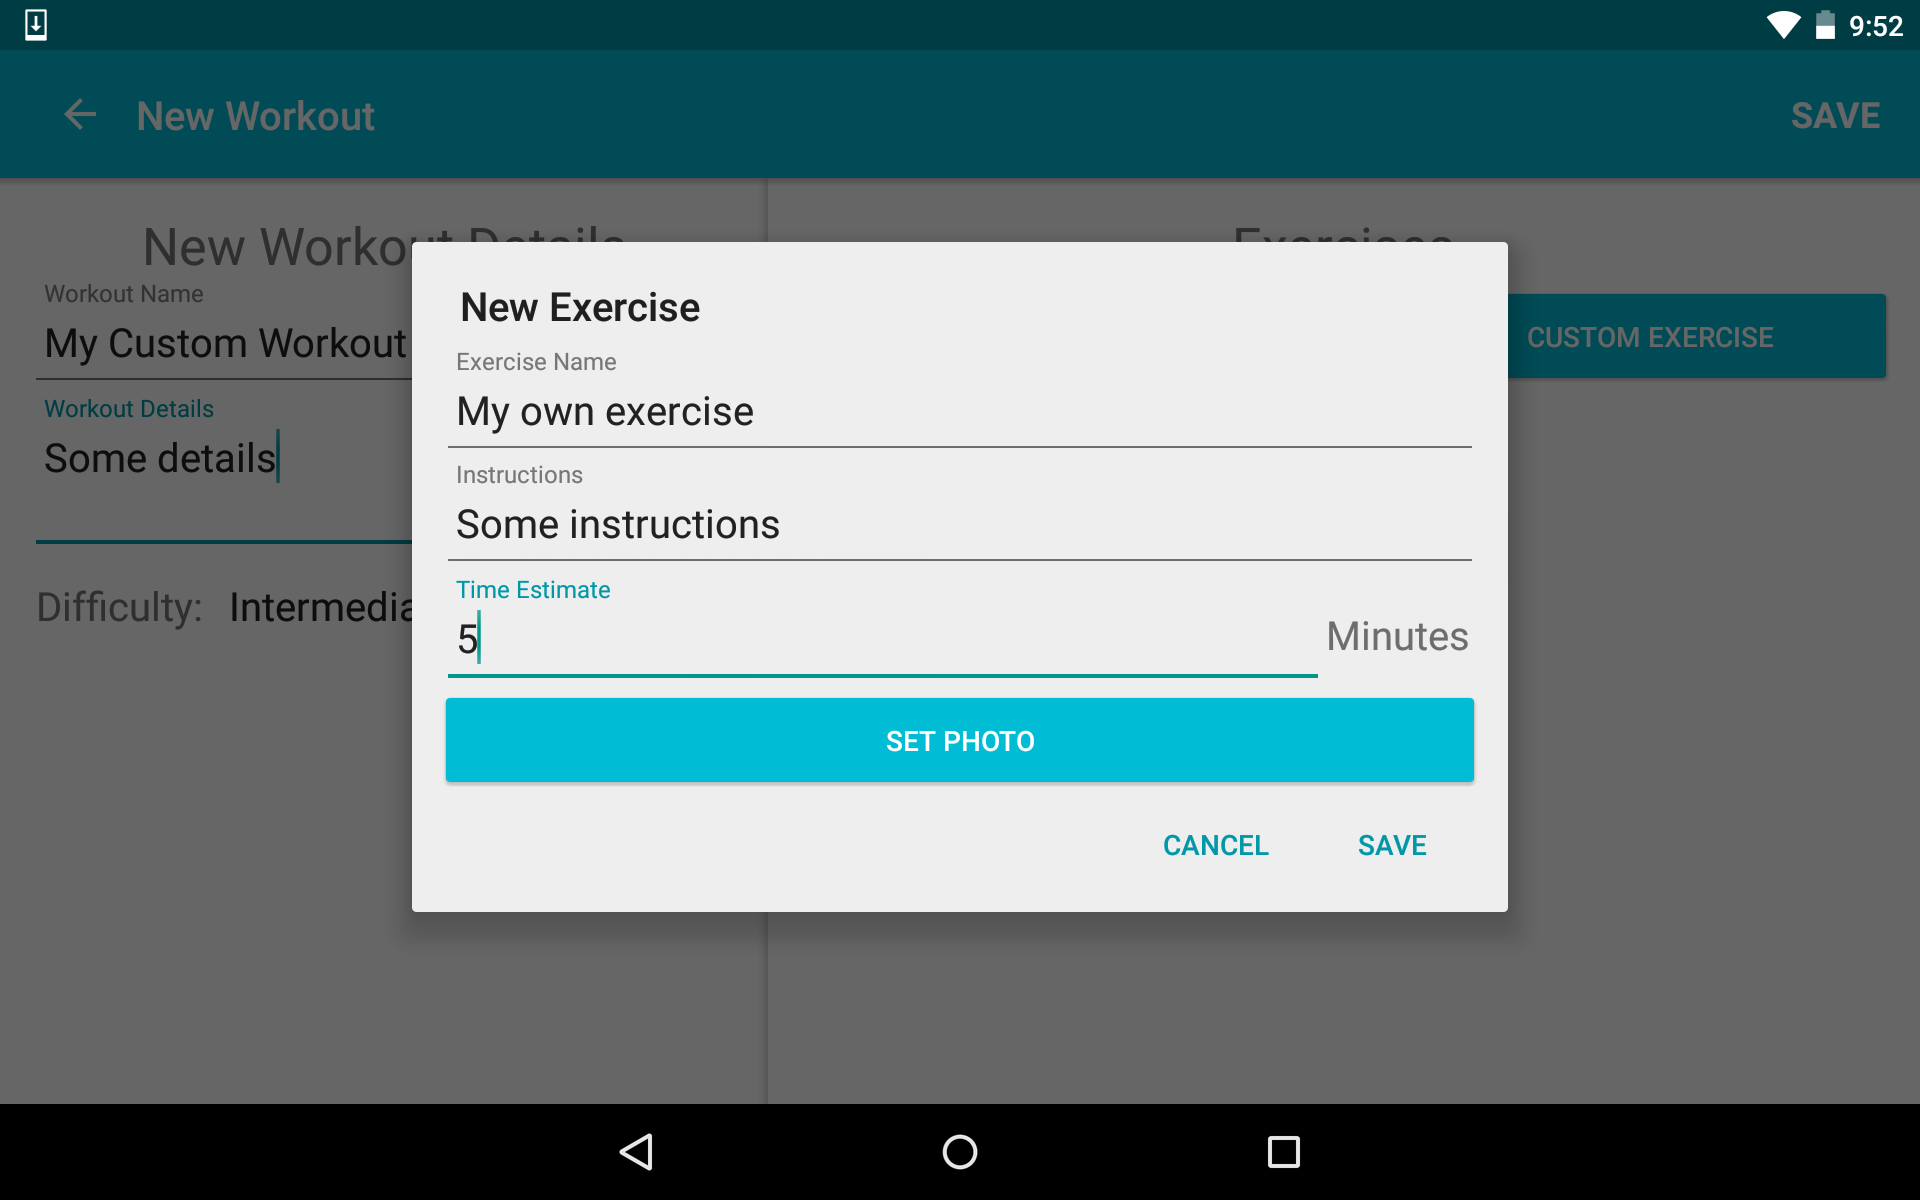 9:52
New Workout
SAVE
New Workout Details
Exercises
Workout Name
My Custom Workout
CUSTOM EXERCISE
Workout Details
Some details
Difficulty:
New Exercise
Exercise Name
My own exercise
Instructions
Some instructions
Time Estimate
5
Minutes
SET PHOTO
CANCEL
SAVE